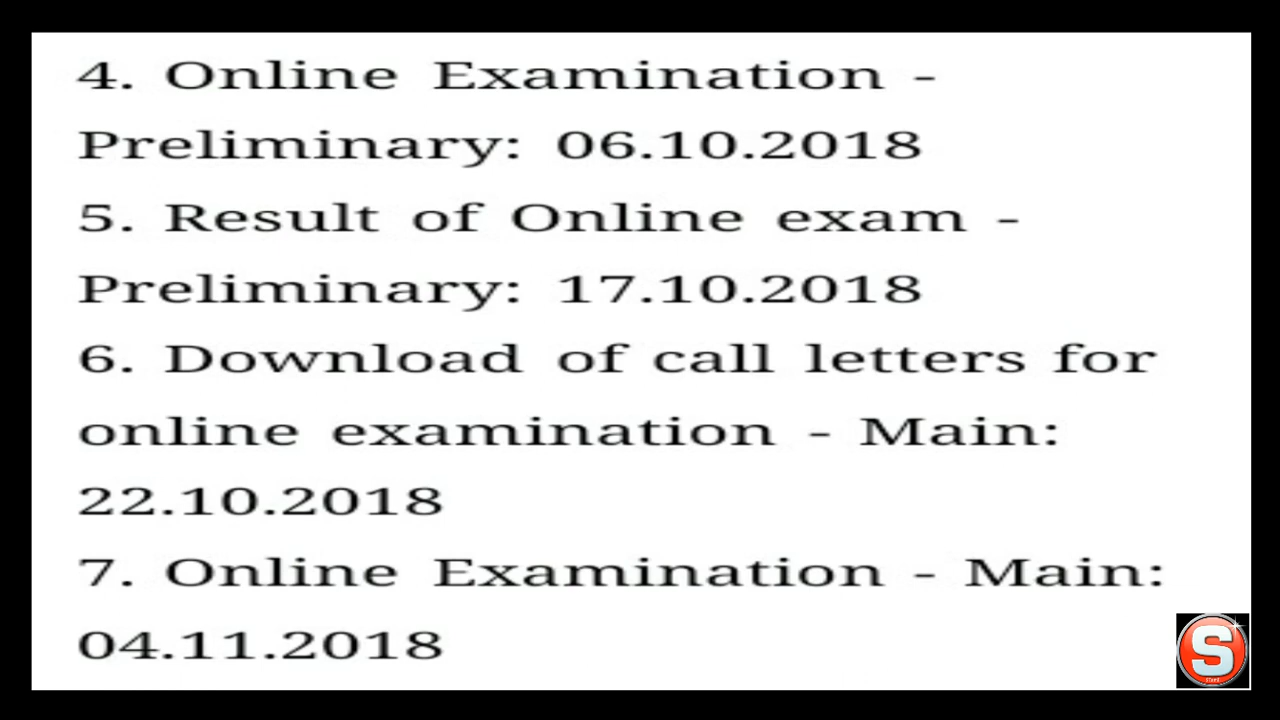 4. Online Examination -
Preliminary: 06.10.2018
5. Result of Online exam -
Preliminary: 17.10.2018
6. Download of call letters for
online examination - Main:
22.10.2018
7. Online Examination - Main:
04.11.2018
S